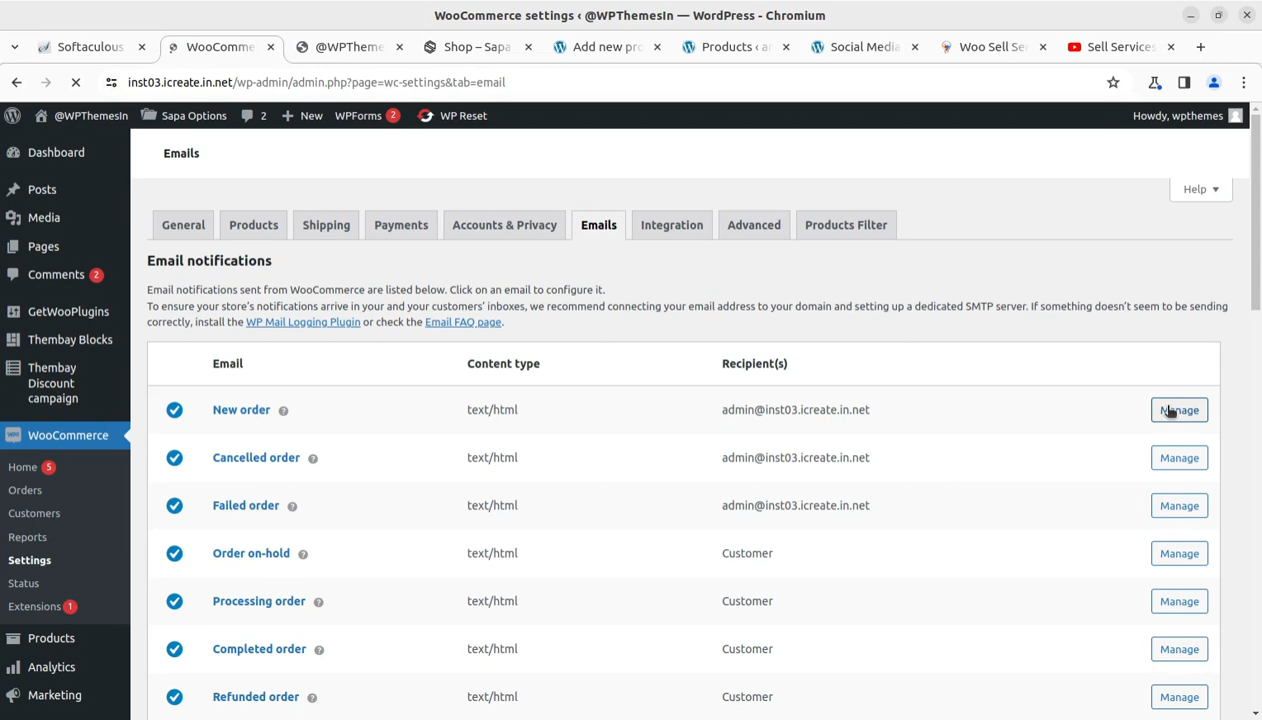 WooCommerce settings ‹ @WPThemesIn — WordPress - Chromium
Softaculous
WooComme
@WPTheme
Shop – Sapa
Add new pro
Products ‹ a
Social Media
Woo Sell Se
Sell Services
inst03.icreate.in.net/wp-admin/admin.php?page=wc-settings&tab=email
@WPThemesIn
Sapa Options
2
New
WPForms 2
WP Reset
Howdy, wpthemes
Dashboard
Posts
Media
Pages
Comments 2
GetWooPlugins
Thembay Blocks
Thembay
Discount
campaign
WooCommerce
Home 5
Orders
Customers
Reports
Settings
Status
Extensions 1
Products
Analytics
Marketing
Emails
Help
General
Products
Shipping
Payments
Accounts & Privacy
Emails
Integration
Advanced
Products Filter
Email notifications
Email notifications sent from WooCommerce are listed below. Click on an email to configure it.
To ensure your store's notifications arrive in your and your customers' inboxes, we recommend connecting your email address to your domain and setting up a dedicated SMTP server. If something doesn't seem to be sending
correctly, install the WP Mail Logging Plugin or check the Email FAQ page.
Email Content type Recipient(s)
New order text/html admin@inst03.icreate.in.net Manage
Cancelled order text/html admin@inst03.icreate.in.net Manage
Failed order text/html admin@inst03.icreate.in.net Manage
Order on-hold text/html Customer Manage
Processing order text/html Customer Manage
Completed order text/html Customer Manage
Refunded order text/html Customer Manage